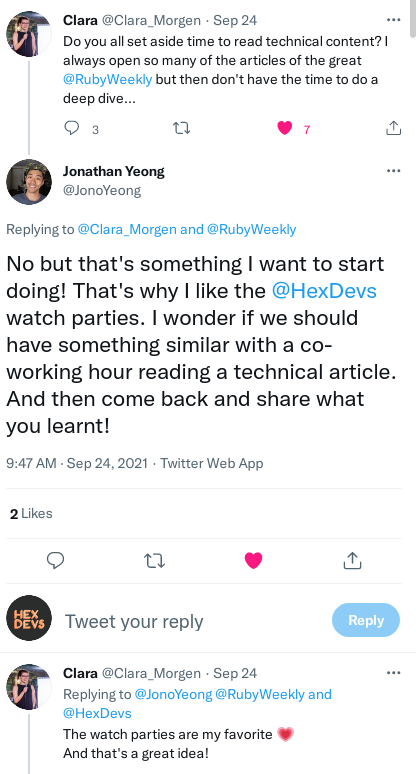 Clara @Clara_Morgen · Sep 24
Do you all set aside time to read technical content? I
always open so many of the articles of the great
@RubyWeekly but then don't have the time to do a
deep dive...
3 7
Jonathan Yeong
@JonoYeong
Replying to @Clara_Morgen and @RubyWeekly
No but that's something I want to start
doing! That's why I like the @HexDevs
watch parties. I wonder if we should
have something similar with a co-
working hour reading a technical article.
And then come back and share what
you learnt!
9:47 AM · Sep 24, 2021 · Twitter Web App
2 Likes
HEX
DEVS
Tweet your reply
Reply
Clara @Clara_Morgen · Sep 24
Replying to @JonoYeong @RubyWeekly and
@HexDevs
The watch parties are my favorite 💗
And that's a great idea!